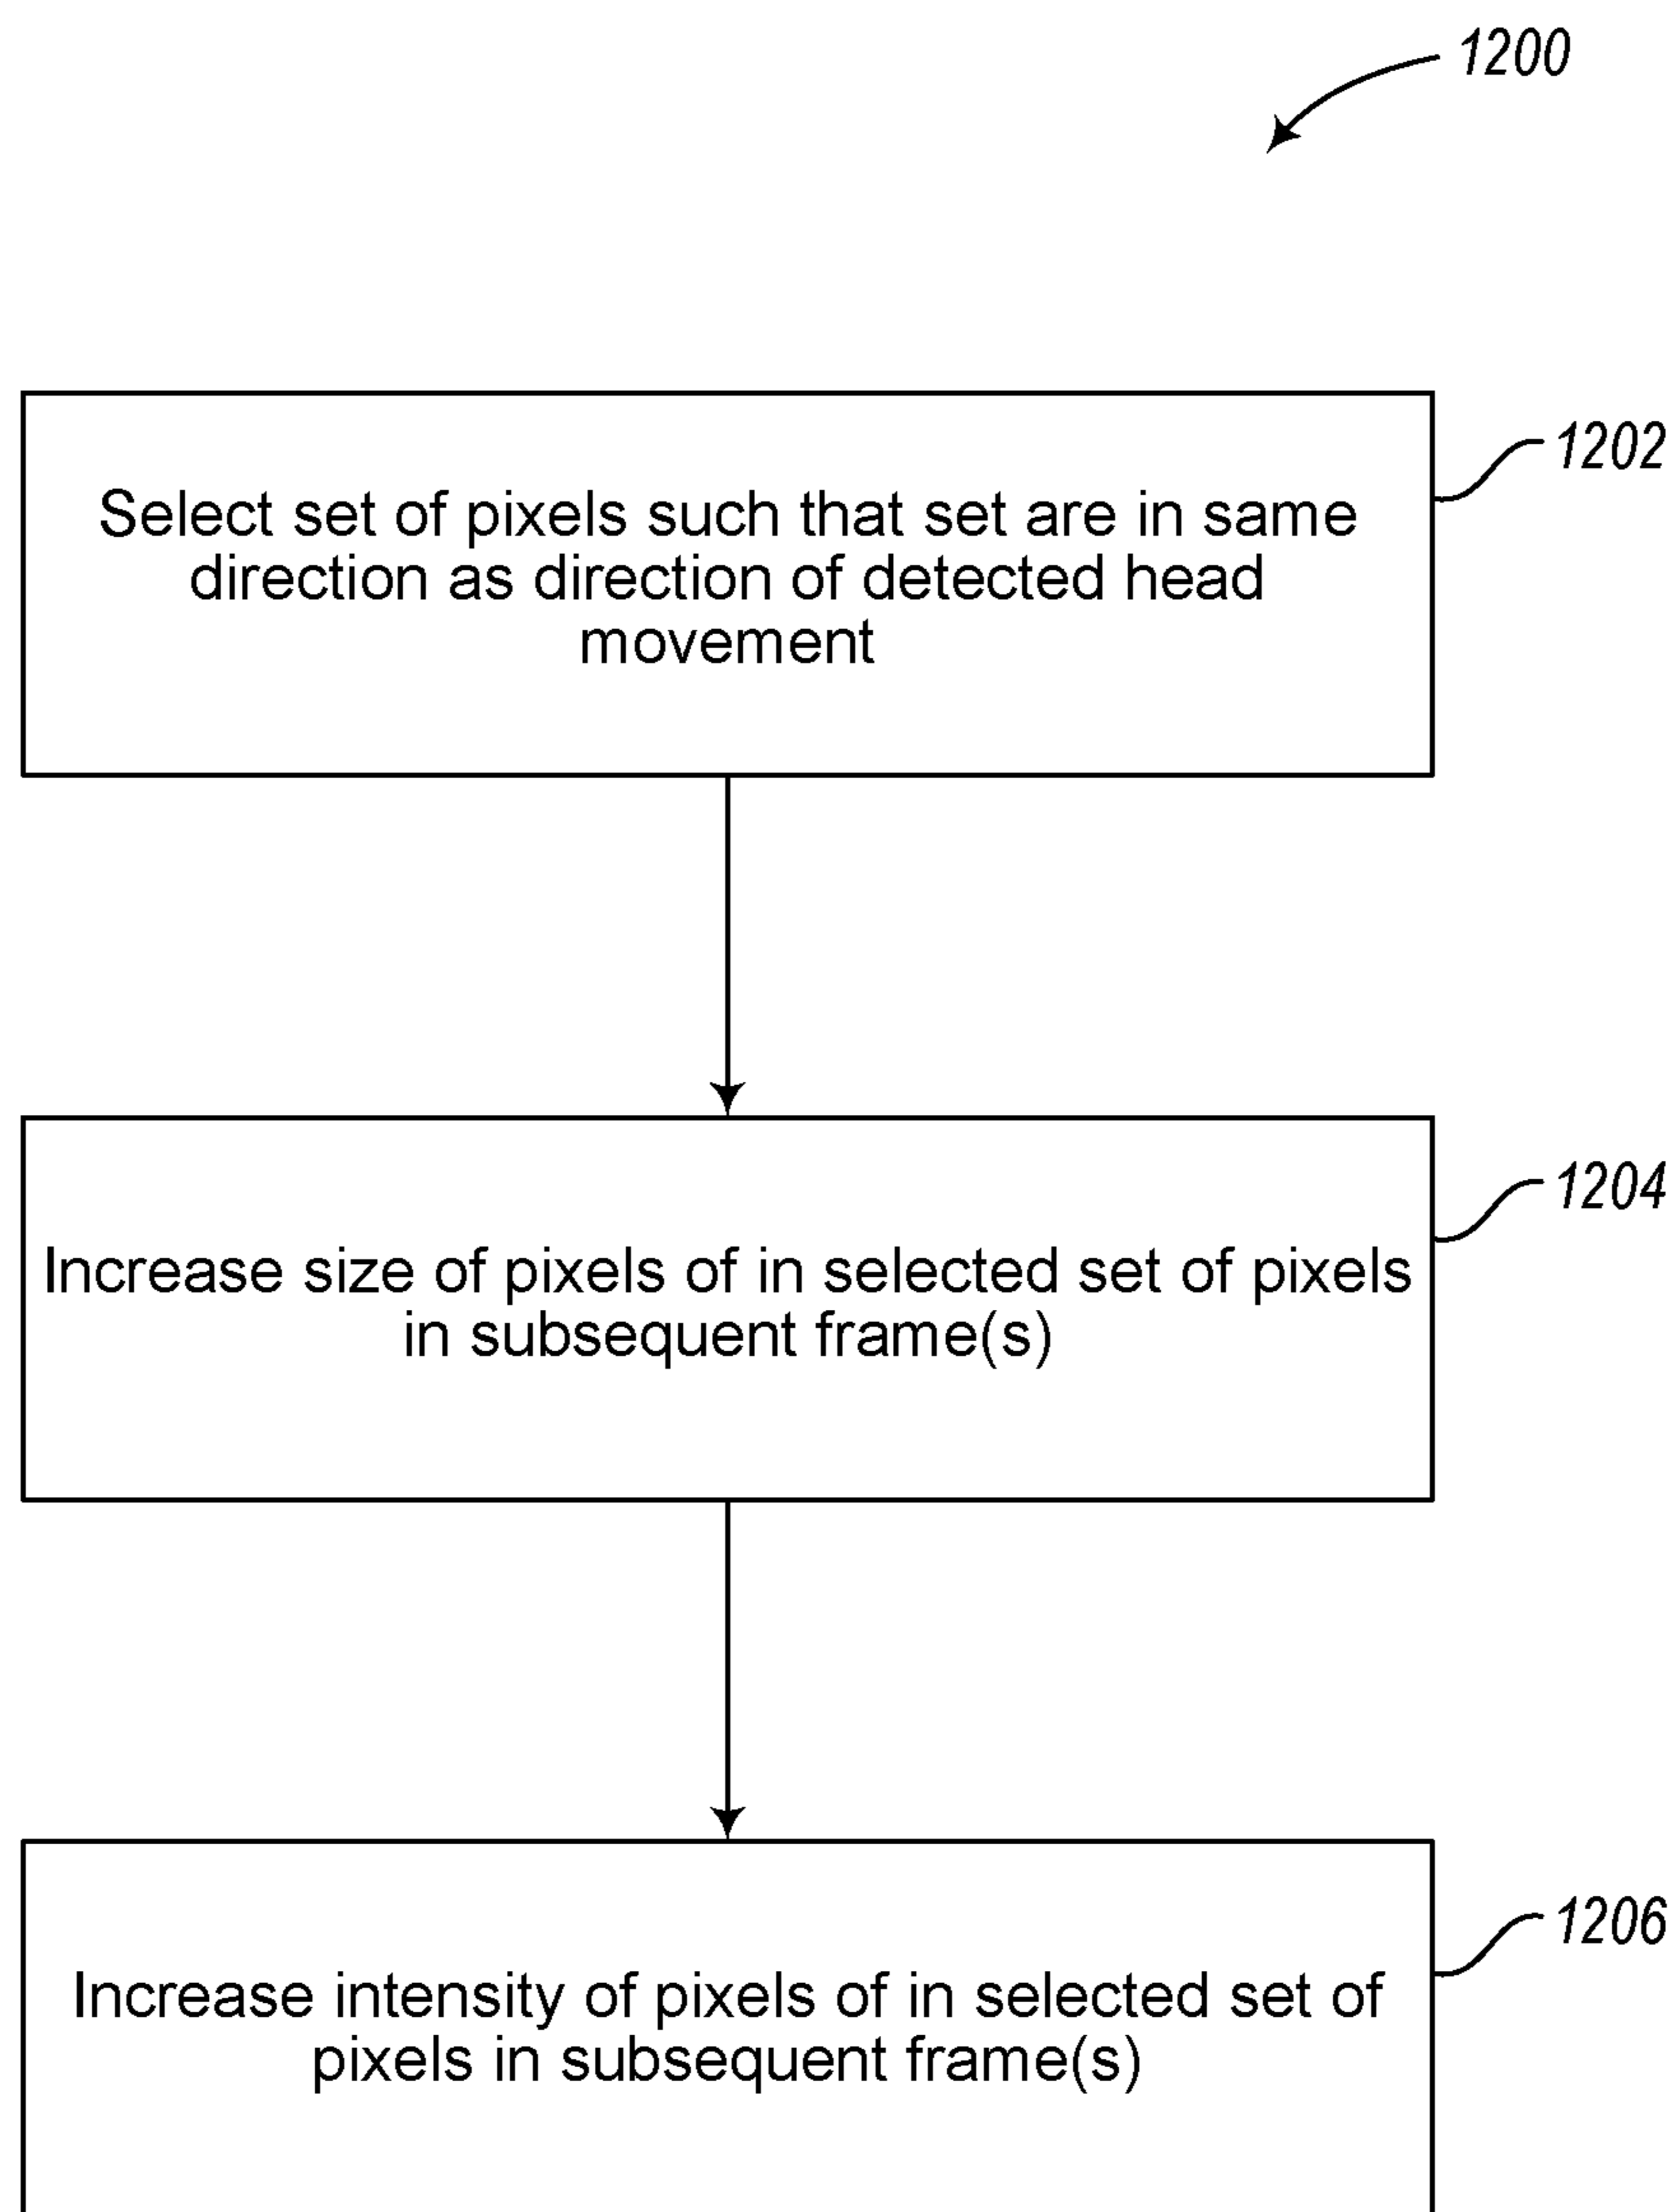 1200
1202
Select set of pixels such that set are in same
direction as direction of detected head
movement
1204
Increase size of pixels of in selected set of pixels
in subsequent frame(s)
1206
Increase intensity of pixels of in selected set of
pixels in subsequent frame(s)